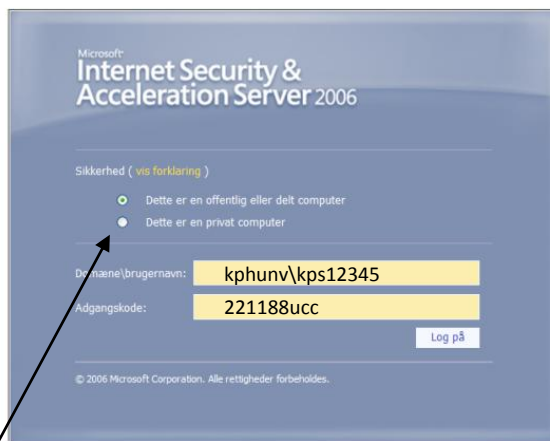 Microsoft
Internet Security &
Acceleration Server 2006
Sikkerhed ( vis forklaring )
Dette er en offentlig eller delt computer
Dette er en privat computer
Domæne\brugernavn: kphunv\kps12345
Adgangskode: 221188ucc
Log på
© 2006 Microsoft Corporation. Alle rettigheder forbeholdes.